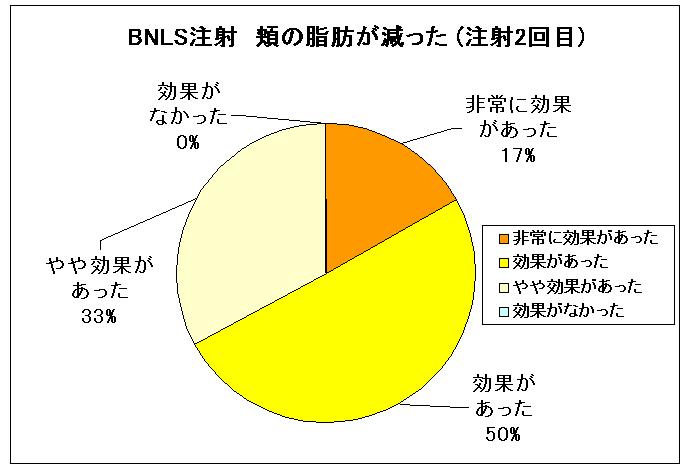 BNLS注射　頬の脂肪が減った（注射2回目）
効果が
なかった
0%
非常に効果
があった
17%
やや効果が
あった
33%
非常に効果があった
効果があった
やや効果があった
効果がなかった
効果が
あった
50%